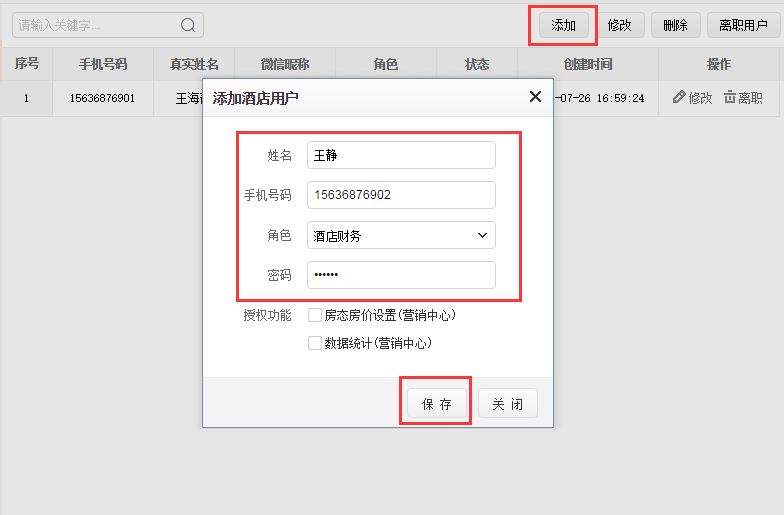 请输入关键字...
添加 修改 删除 离职用户
序号 手机号码 真实姓名 微信昵称 角色 状态 创建时间 操作
1 15636876901 王海 -07-26 16:59:24 修改 离职
添加酒店用户
姓名 王静
手机号码 15636876902
角色 酒店财务
密码 ••••••
授权功能 房态房价设置(营销中心)
数据统计(营销中心)
保 存 关 闭